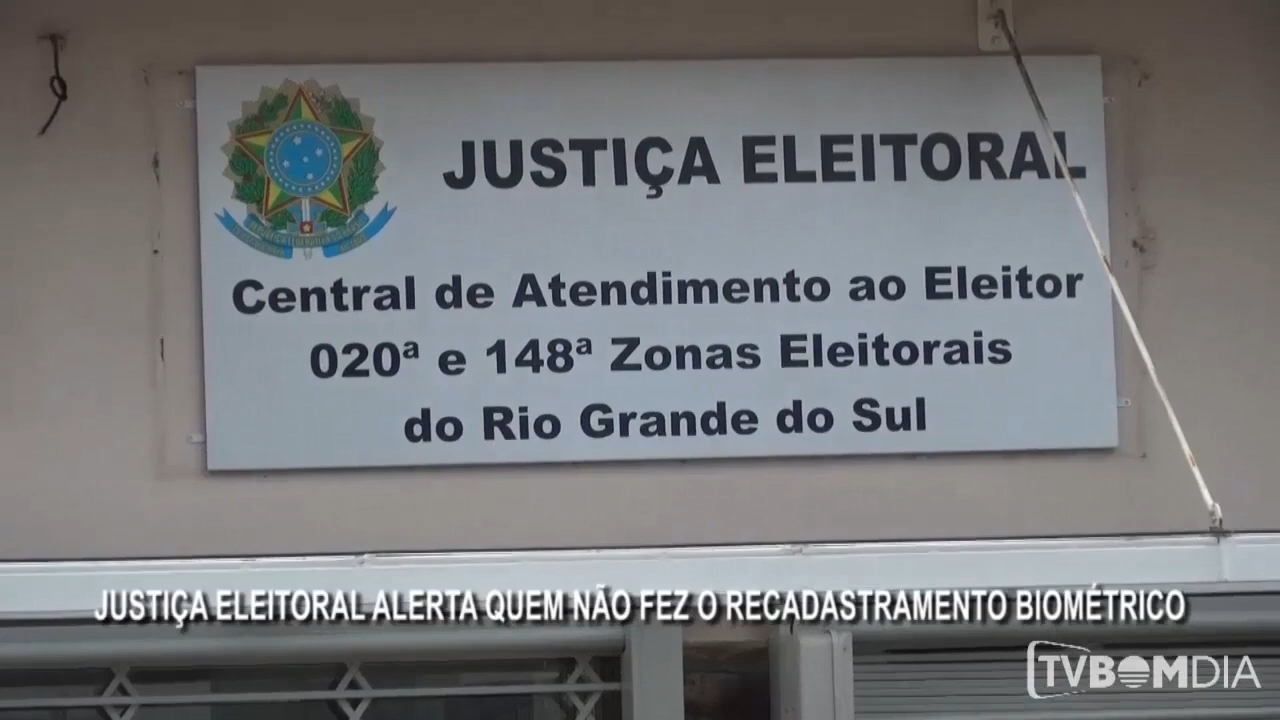 JUSTIÇA ELEITORAL
Central de Atendimento ao Eleitor
020ª e 148ª Zonas Eleitorais
do Rio Grande do Sul
JUSTIÇA ELEITORAL ALERTA QUEM NÃO FEZ O RECADASTRAMENTO BIOMÉTRICO
TVBOMDIA